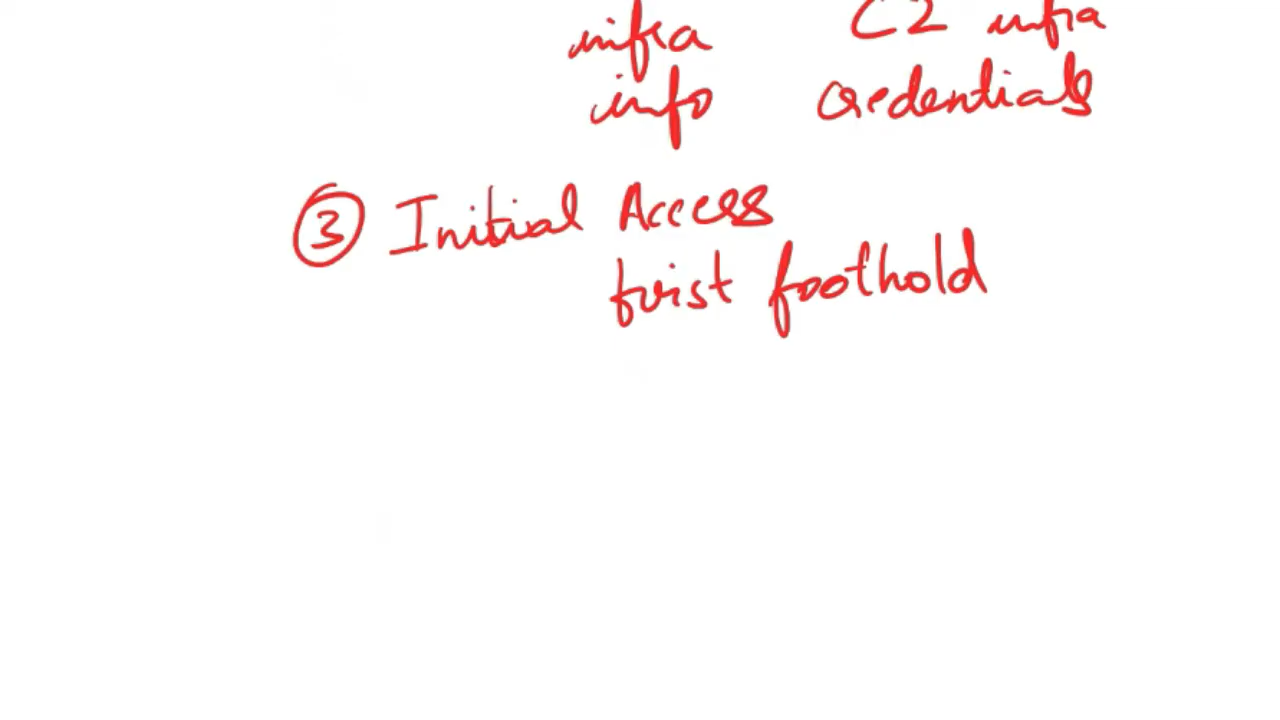 infra C2 infra
info credentials
③ Initial Access
first foothold